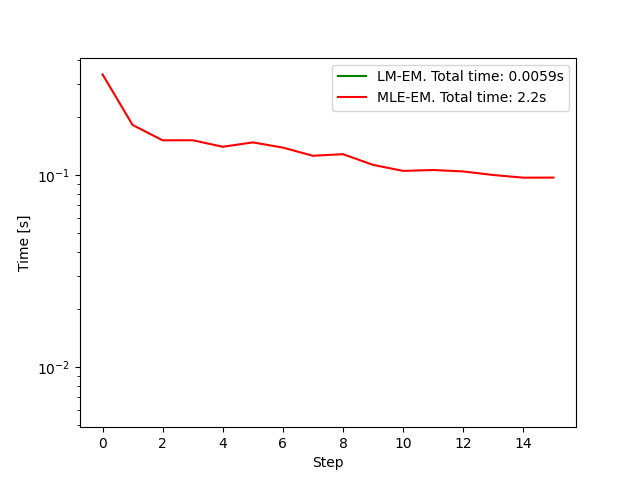 LM-EM. Total time: 0.0059s
MLE-EM. Total time: 2.2s
Time [s]
10⁻¹
10⁻²
0 2 4 6 8 10 12 14
Step